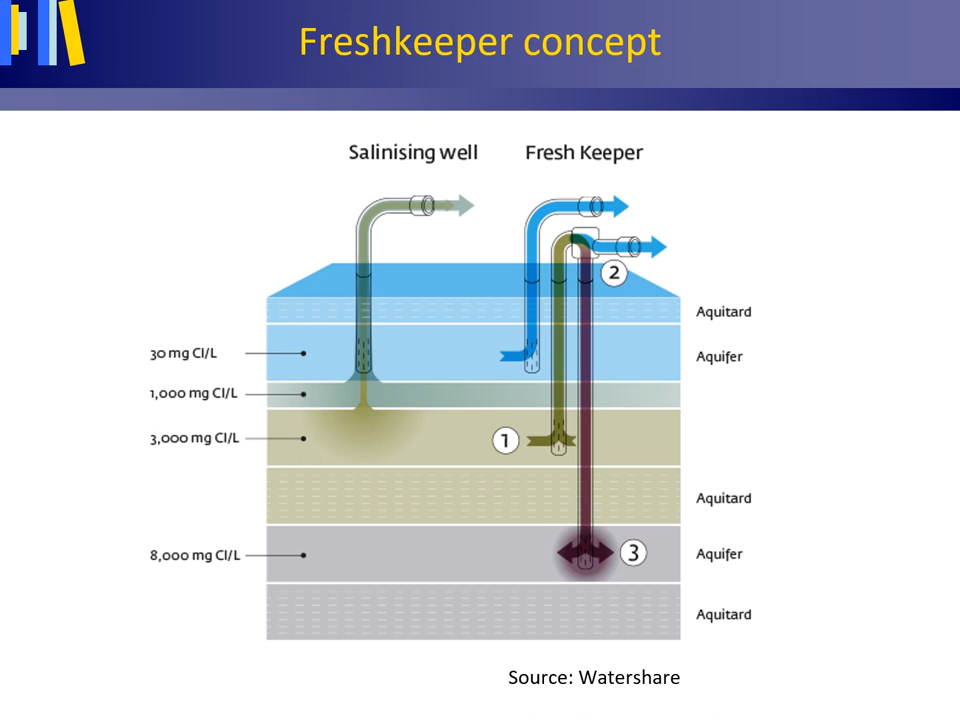 Freshkeeper concept
Salinising well
Fresh Keeper
2
Aquitard
30 mg Cl/L
Aquifer
1,000 mg Cl/L
3,000 mg Cl/L
1
Aquitard
8,000 mg Cl/L
3
Aquifer
Aquitard
Source: Watershare